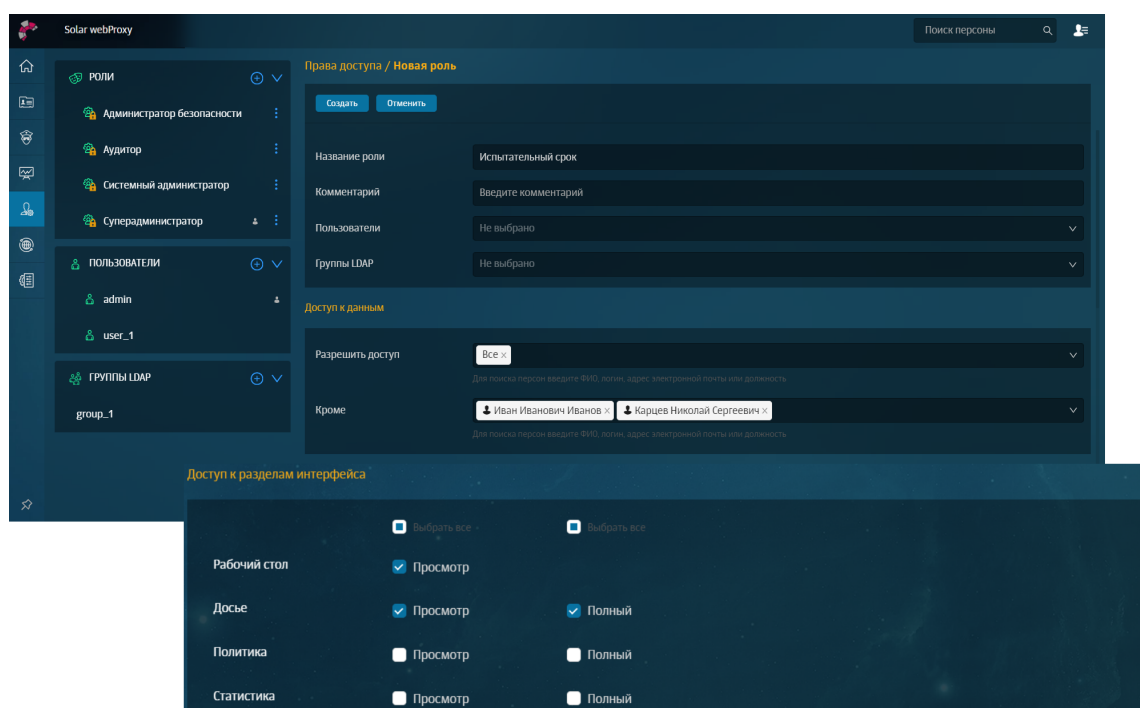 Solar webProxy
Поиск персоны
РОЛИ
Администратор безопасности
Аудитор
Системный администратор
Суперадминистратор
ПОЛЬЗОВАТЕЛИ
admin
user_1
ГРУППЫ LDAP
group_1
Права доступа / Новая роль
Создать Отменить
Название роли Испытательный срок
Комментарий Введите комментарий
Пользователи Не выбрано
Группы LDAP Не выбрано
Доступ к данным
Разрешить доступ Все ×
Для поиска персон введите ФИО, логин, адрес электронной почты или должность
Кроме Иван Иванович Иванов × Карцев Николай Сергеевич ×
Для поиска персон введите ФИО, логин, адрес электронной почты или должность
Доступ к разделам интерфейса
Выбрать все Выбрать все
Рабочий стол Просмотр
Досье Просмотр Полный
Политика Просмотр Полный
Статистика Просмотр Полный